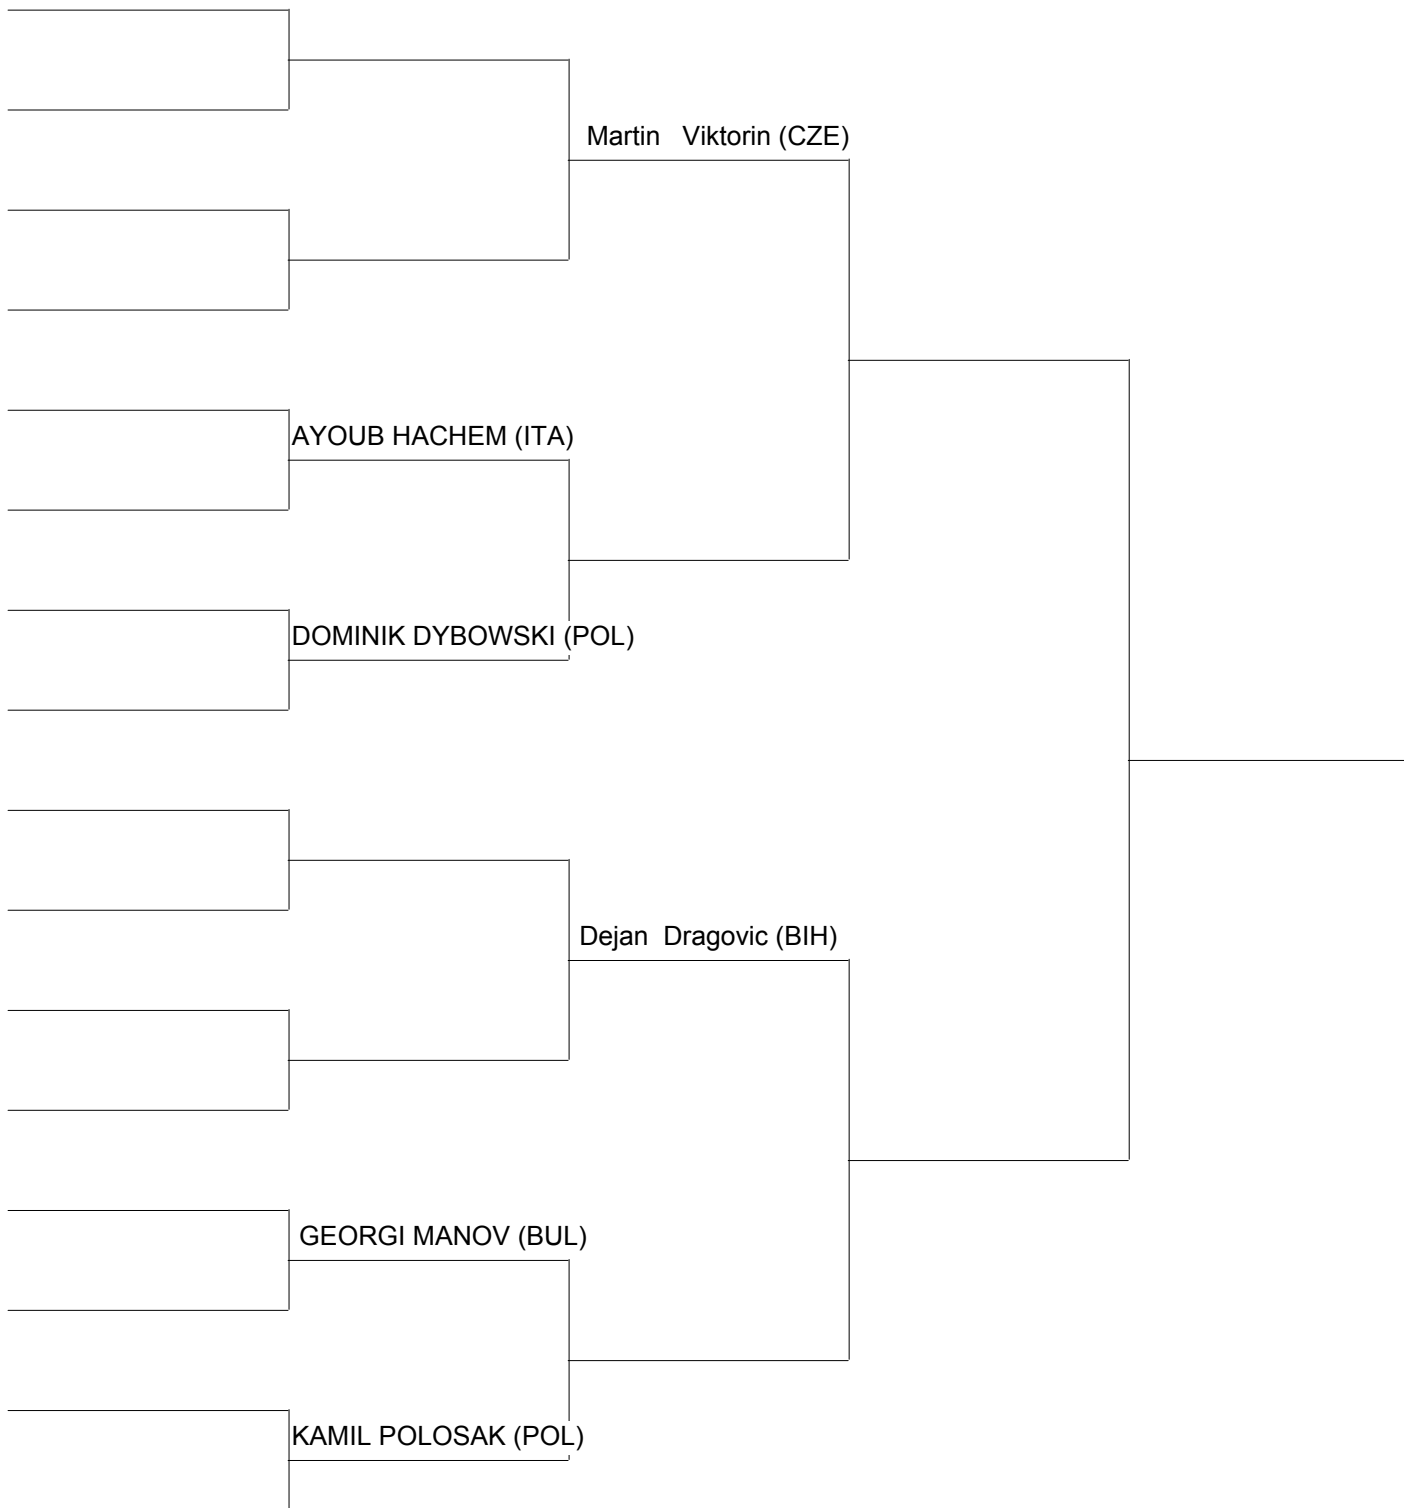 Martin Viktorin (CZE)
AYOUB HACHEM (ITA)
DOMINIK DYBOWSKI (POL)
Dejan Dragovic (BIH)
GEORGI MANOV (BUL)
KAMIL POLOSAK (POL)